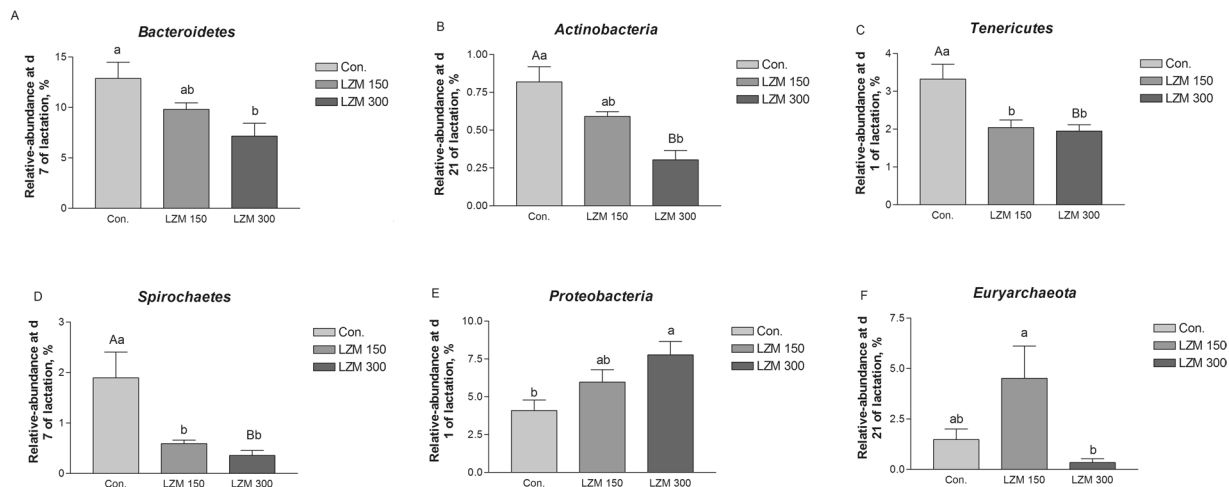 A
Bacteroidetes
Relative-abundance at d
7 of lactation, %
15
10
5
0
a
ab
b
Con.
LZM 150
LZM 300
Con.
LZM 150
LZM 300
B
Actinobacteria
Relative-abundance at d
21 of lactation, %
1.00
0.75
0.50
0.25
0.00
Aa
ab
Bb
Con.
LZM 150
LZM 300
Con.
LZM 150
LZM 300
C
Tenericutes
Relative-abundance at d
1 of lactation, %
4
3
2
1
0
Aa
b
Bb
Con.
LZM 150
LZM 300
Con.
LZM 150
LZM 300
D
Spirochaetes
Relative-abundance at d
7 of lactation, %
3
2
1
0
Aa
b
Bb
Con.
LZM 150
LZM 300
Con.
LZM 150
LZM 300
E
Proteobacteria
Relative-abundance at d
1 of lactation, %
10.0
7.5
5.0
2.5
0.0
b
ab
a
Con.
LZM 150
LZM 300
Con.
LZM 150
LZM 300
F
Euryarchaeota
Relative-abundance at d
21 of lactation, %
7.5
5.0
2.5
0.0
ab
a
b
Con.
LZM 150
LZM 300
Con.
LZM 150
LZM 300